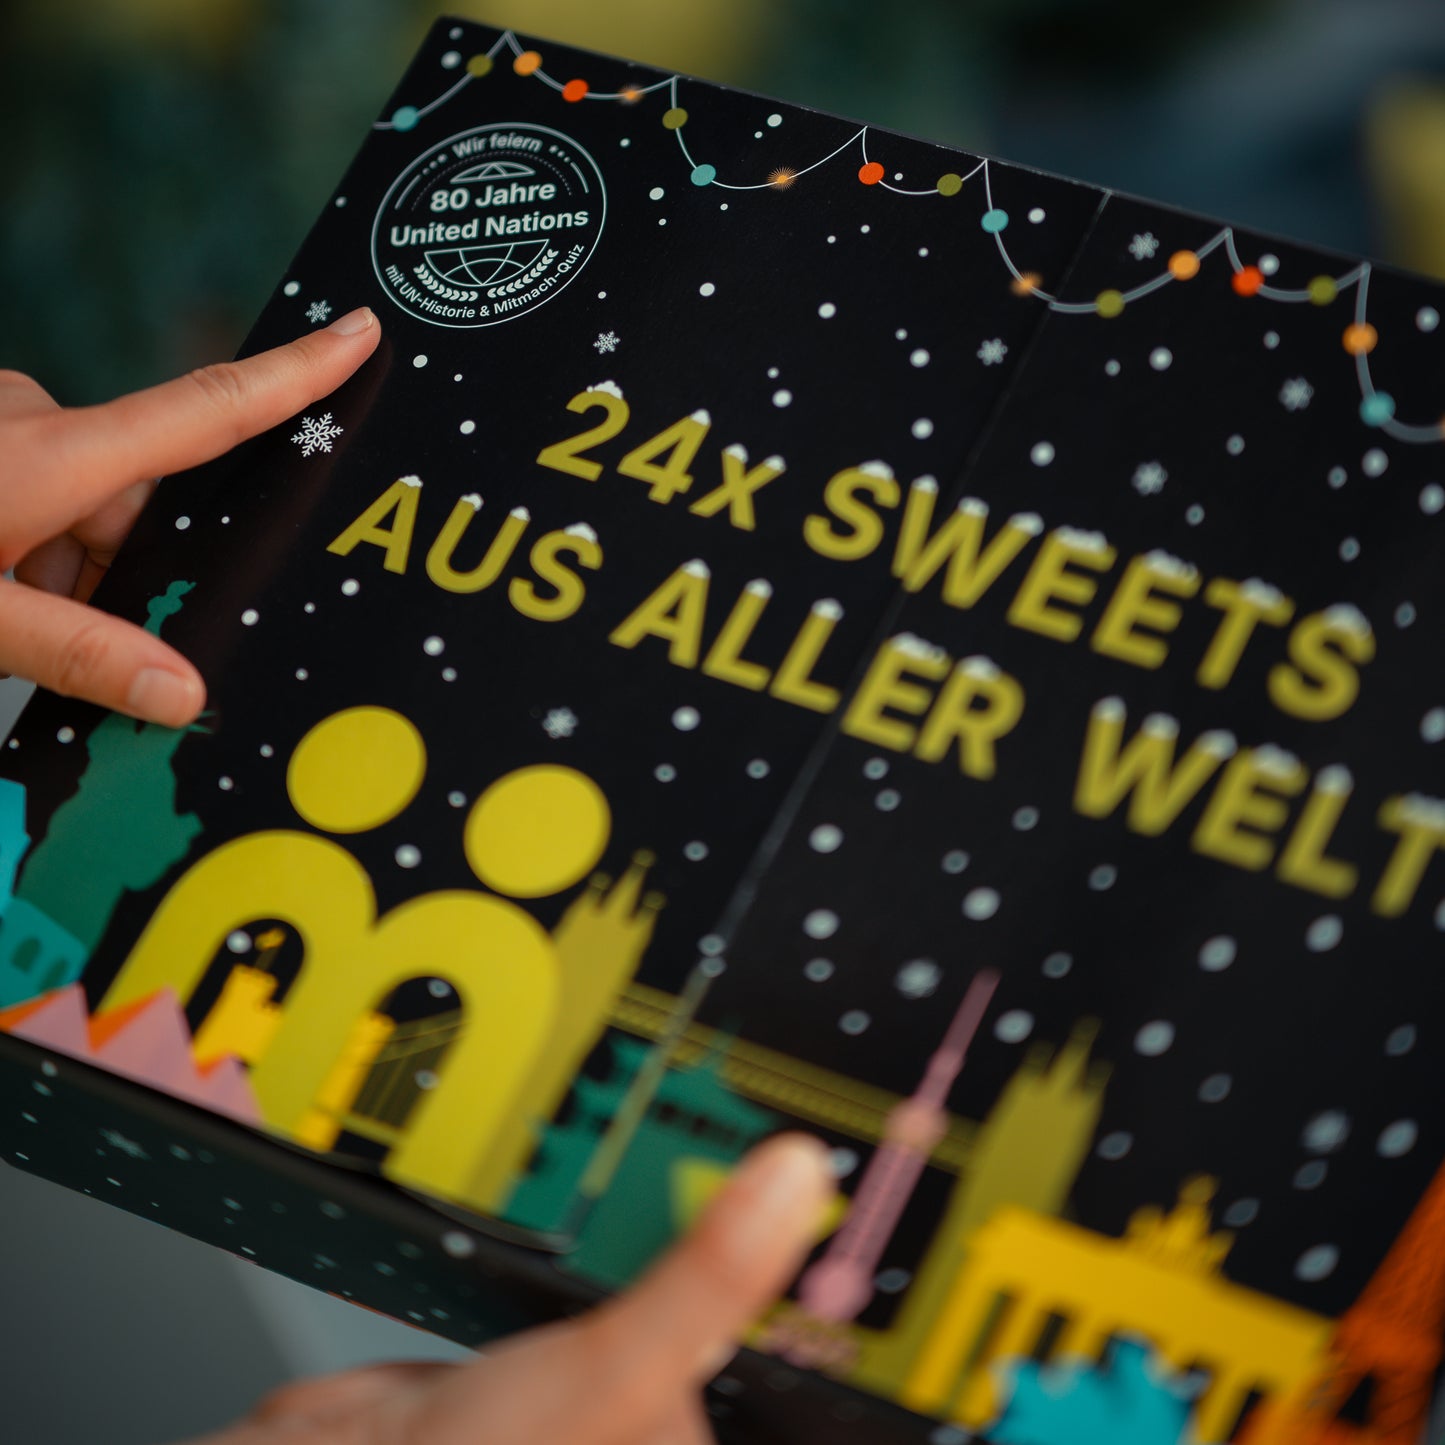 Wir feiern
80 Jahre
United Nations
mit UN-Historie & Mitmach-Quiz
24x SWEETS
AUS ALLER WELT